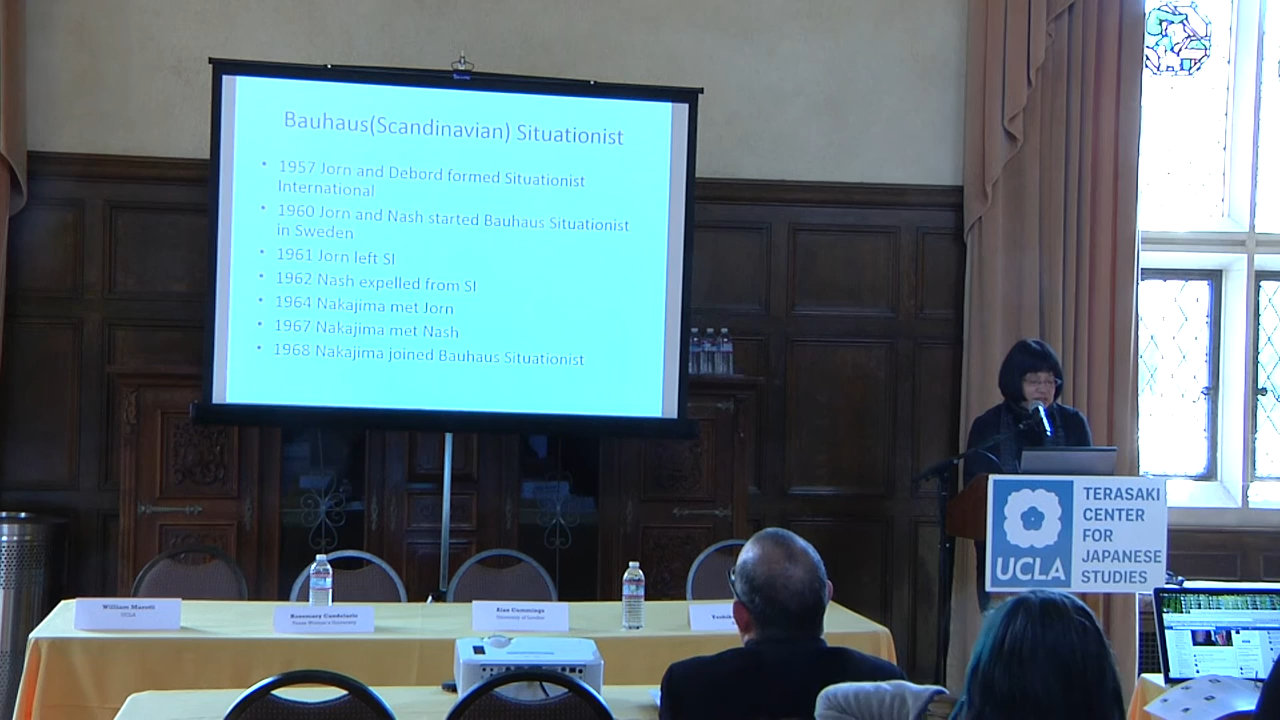 Bauhaus(Scandinavian) Situationist
• 1957 Jorn and Debord formed Situationist
International
• 1960 Jorn and Nash started Bauhaus Situationist
in Sweden
• 1961 Jorn left SI
• 1962 Nash expelled from SI
• 1964 Nakajima met Jorn
• 1967 Nakajima met Nash
• 1968 Nakajima joined Bauhaus Situationist
TERASAKI
CENTER
FOR
JAPANESE
STUDIES
UCLA
William Marotti
UCLA
Rosemary Candelario
Texas Woman's University
Alan Cummings
University of London